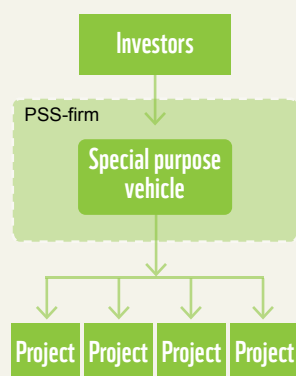 Investors
PSS-firm
Special purpose
vehicle
Project Project Project Project